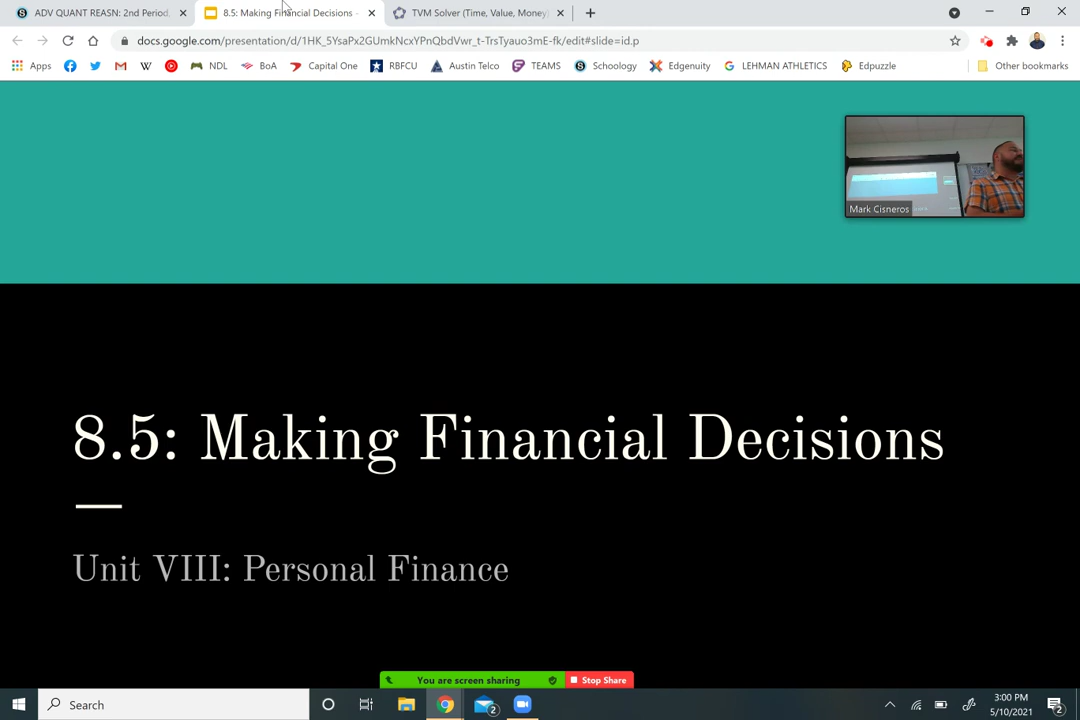 ADV QUANT REASN: 2nd Period,
8.5: Making Financial Decisions -
TVM Solver (Time, Value, Money)
docs.google.com/presentation/d/1HK_5YsaPx2GUmkNcxYPnQbdVwr_t-TrsTyauo3mE-fk/edit#slide=id.p
Apps
NDL
BoA
Capital One
RBFCU
Austin Telco
TEAMS
Schoology
Edgenuity
LEHMAN ATHLETICS
Edpuzzle
Other bookmarks
Mark Cisneros
8.5: Making Financial Decisions
Unit VIII: Personal Finance
You are screen sharing
Stop Share
Search
2
3:00 PM
5/10/2021
2